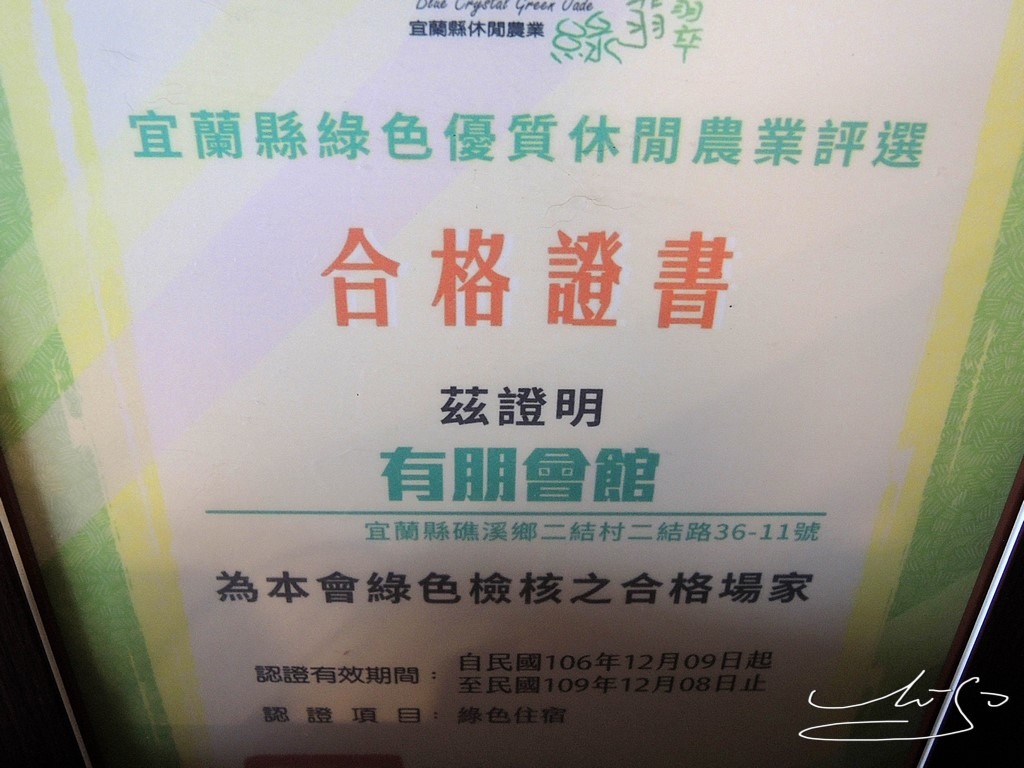 Blue Crystal Green Jade
宜蘭縣休閒農業
翡翠
綠
宜蘭縣綠色優質休閒農業評選
合格證書
茲證明
有朋會館
宜蘭縣礁溪鄉二結村二結路36-11號
為本會綠色檢核之合格場家
認證有效期間：自民國106年12月09日起
至民國109年12月08日止
認證項目：綠色住宿